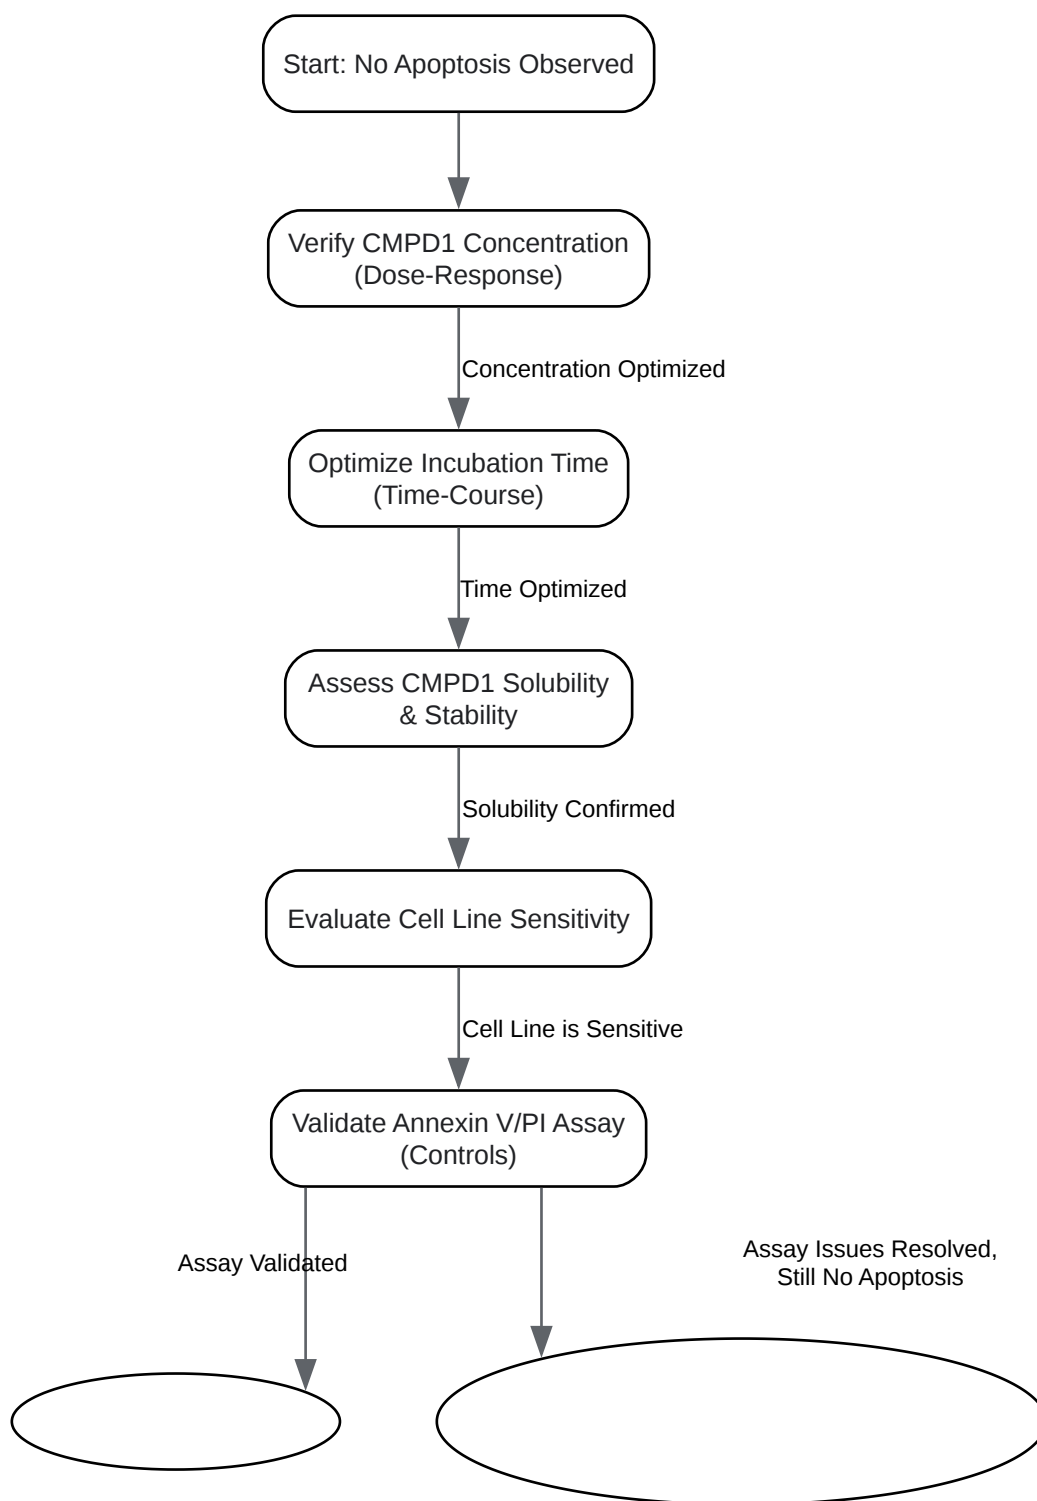 Start: No Apoptosis Observed
Verify CMPD1 Concentration
(Dose-Response)
Concentration Optimized
Optimize Incubation Time
(Time-Course)
Time Optimized
Assess CMPD1 Solubility
& Stability
Solubility Confirmed
Evaluate Cell Line Sensitivity
Cell Line is Sensitive
Validate Annexin V/PI Assay
(Controls)
Assay Validated
Assay Issues Resolved,
Still No Apoptosis